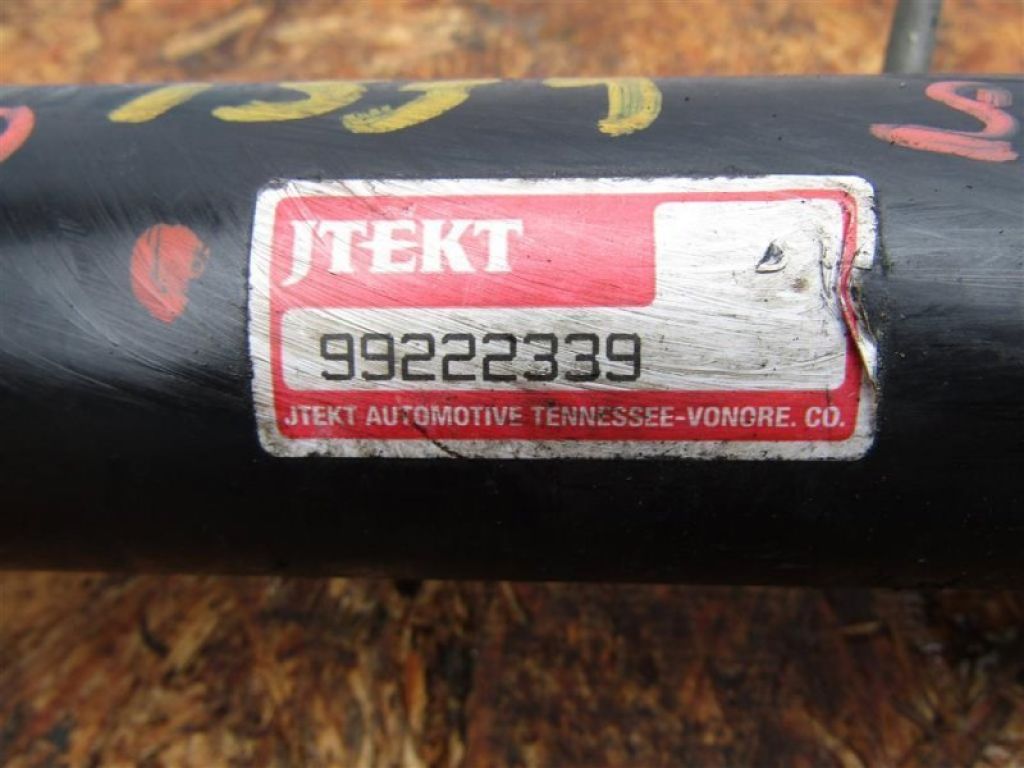 JTEKT
99222339
JTEKT AUTOMOTIVE TENNESSEE-VONORE. CO.